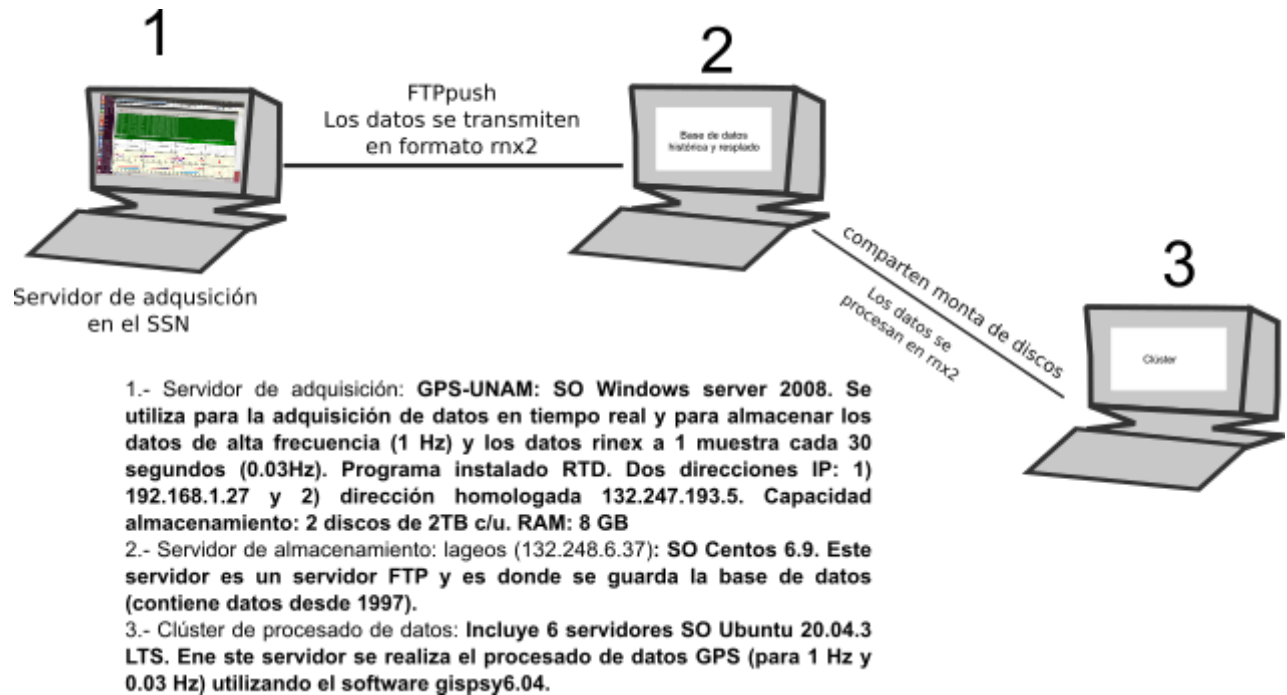 1
2
FTPpush
Los datos se transmiten
en formato rnx2
Base de datos
histórica y resplado
3
comparten monta de discos
Los datos se
procesan en rnx2
Clúster
Servidor de adqusición
en el SSN
1.- Servidor de adquisición: GPS-UNAM: SO Windows server 2008. Se
utiliza para la adquisición de datos en tiempo real y para almacenar los
datos de alta frecuencia (1 Hz) y los datos rinex a 1 muestra cada 30
segundos (0.03Hz). Programa instalado RTD. Dos direcciones IP: 1)
192.168.1.27 y 2) dirección homologada 132.247.193.5. Capacidad
almacenamiento: 2 discos de 2TB c/u. RAM: 8 GB
2.- Servidor de almacenamiento: lageos (132.248.6.37): SO Centos 6.9. Este
servidor es un servidor FTP y es donde se guarda la base de datos
(contiene datos desde 1997).
3.- Clúster de procesado de datos: Incluye 6 servidores SO Ubuntu 20.04.3
LTS. Ene ste servidor se realiza el procesado de datos GPS (para 1 Hz y
0.03 Hz) utilizando el software gispsy6.04.